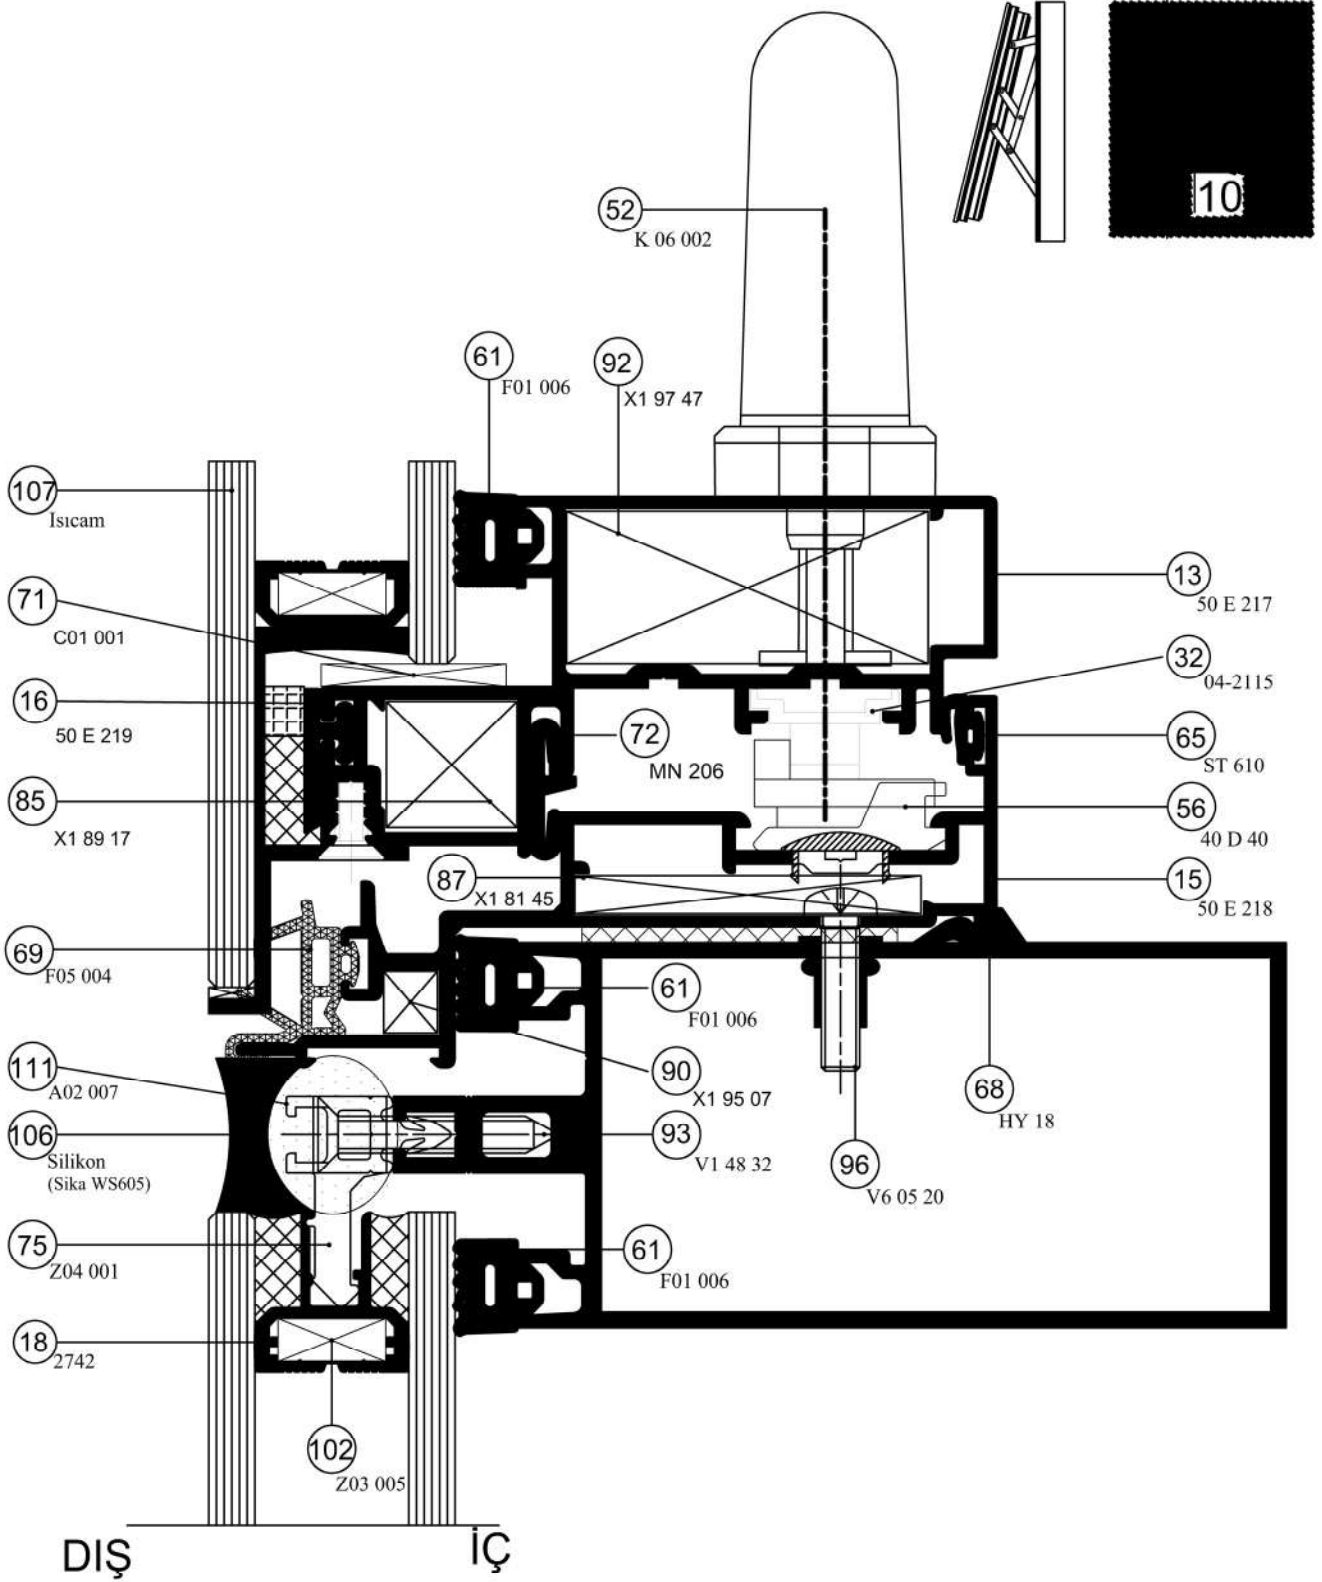 10
52
K 06 002
61
F01 006
92
X1 97 47
107
Isıcam
13
50 E 217
71
C01 001
32
04-2115
16
50 E 219
72
MN 206
65
ST 610
85
X1 89 17
56
40 D 40
87
X1 81 45
15
50 E 218
69
F05 004
61
F01 006
111
A02 007
90
X1 95 07
68
HY 18
106
Silikon
(Sika WS605)
93
V1 48 32
96
V6 05 20
75
Z04 001
61
F01 006
18
2742
102
Z03 005
DIŞ
İÇ